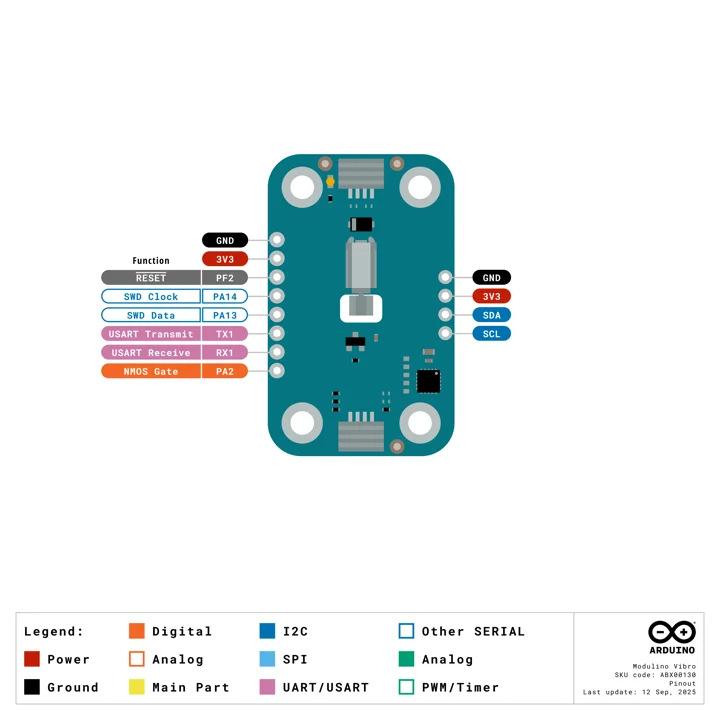 GND
Function
3V3
RESET PF2
SWD Clock PA14
SWD Data PA13
USART Transmit TX1
USART Receive RX1
NMOS Gate PA2
GND
3V3
SDA
SCL
Legend:
Power
Ground
Digital
Analog
Main Part
I2C
SPI
UART/USART
Other SERIAL
Analog
PWM/Timer
ARDUINO
Modulino Vibro
SKU code: ABX00130
Pinout
Last update: 12 Sep, 2025